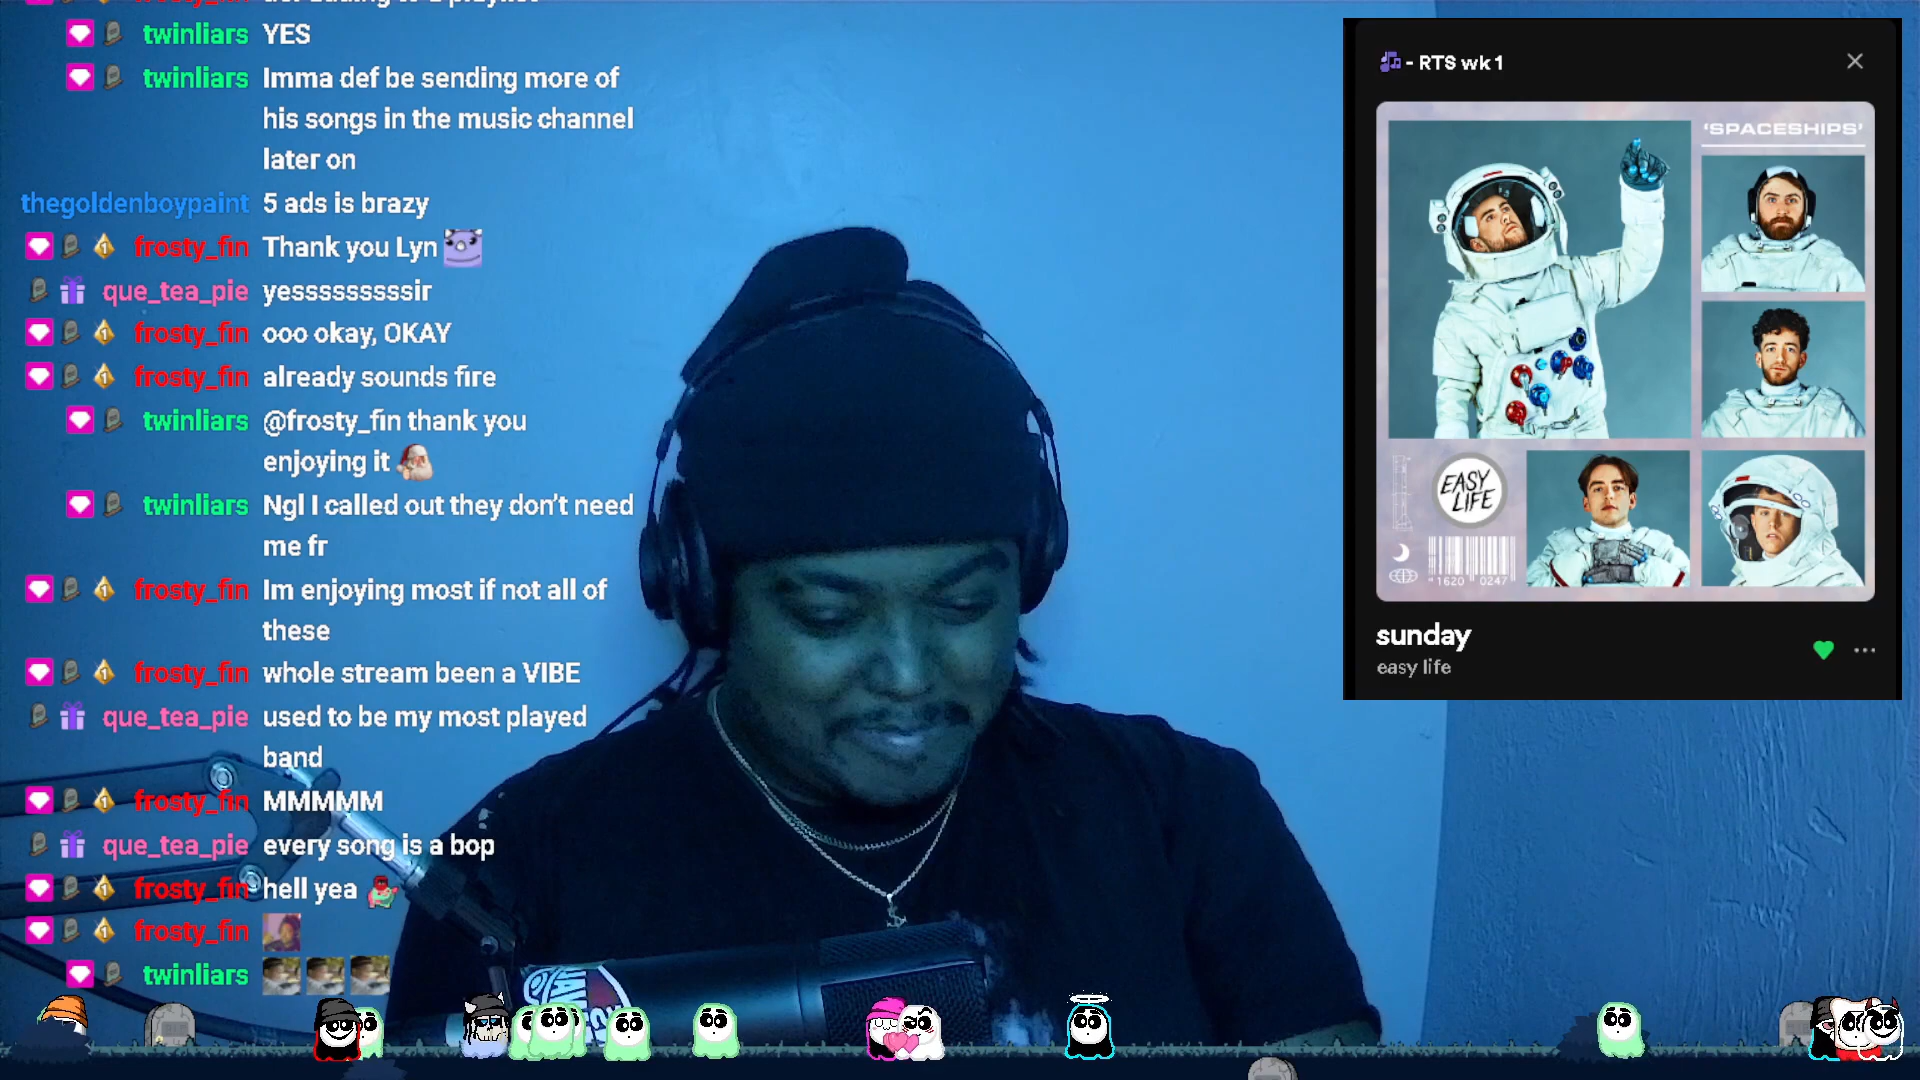 twinliars YES
twinliars Imma def be sending more of
his songs in the music channel
later on
thegoldenboypaint 5 ads is brazy
frosty_fin Thank you Lyn
que_tea_pie yesssssssssir
frosty_fin ooo okay, OKAY
frosty_fin already sounds fire
twinliars @frosty_fin thank you
enjoying it
twinliars Ngl I called out they don't need
me fr
frosty_fin Im enjoying most if not all of
these
frosty_fin whole stream been a VIBE
que_tea_pie used to be my most played
band
frosty_fin MMMMM
que_tea_pie every song is a bop
frosty_fin hell yea
frosty_fin
twinliars
- RTS wk 1
'SPACESHIPS'
EASY
LIFE
1620 0247
sunday
easy life